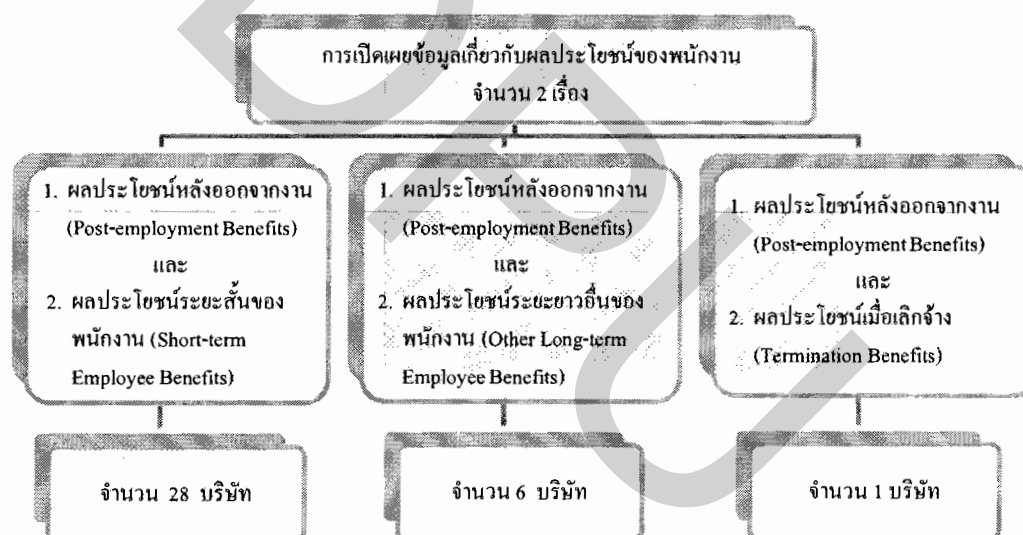 การเปิดเผยข้อมูลเกี่ยวกับผลประโยชน์ของพนักงาน
จำนวน 2 เรื่อง
1. ผลประโยชน์หลังออกจากงาน
(Post-employment Benefits)
และ
2. ผลประโยชน์ระยะสั้นของ
พนักงาน (Short-term
Employee Benefits)
1. ผลประโยชน์หลังออกจากงาน
(Post-employment Benefits)
และ
2. ผลประโยชน์ระยะยาวอื่นของ
พนักงาน (Other Long-term
Employee Benefits)
1. ผลประโยชน์หลังออกจากงาน
(Post-employment Benefits)
และ
2. ผลประโยชน์เมื่อเลิกจ้าง
(Termination Benefits)
จำนวน 28 บริษัท
จำนวน 6 บริษัท
จำนวน 1 บริษัท